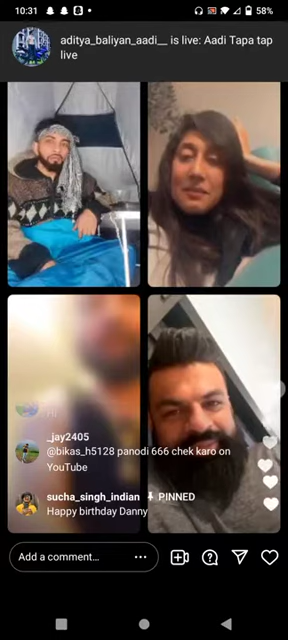 10:31
58%
aditya_baliyan_aadi__ is live: Aadi Tapa tap
live
Hi
_jay2405
@bikas_h5128 panodi 666 chek karo on
YouTube
sucha_singh_indian PINNED
Happy birthday Danny
Add a comment...